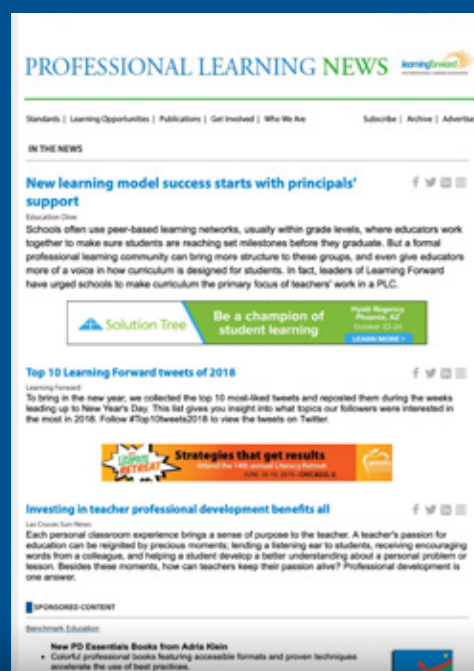 PROFESSIONAL LEARNING NEWS
learningforward
Standards | Learning Opportunities | Publications | Get Involved | Who We Are
Subscribe | Archive | Advertise
IN THE NEWS
New learning model success starts with principals'
support
Education Dive
Schools often use peer-based learning networks, usually within grade levels, where educators work
together to make sure students are reaching set milestones before they graduate. But a formal
professional learning community can bring more structure to these groups, and even give educators
more of a voice in how curriculum is designed for students. In fact, leaders of Learning Forward
have urged schools to make curriculum the primary focus of teachers' work in a PLC.
Solution Tree
Be a champion of
student learning
Hyatt Regency
Phoenix, AZ
October 22-24
LEARN MORE >
Top 10 Learning Forward tweets of 2018
Learning Forward
To bring in the new year, we collected the top 10 most-liked tweets and reposted them during the weeks
leading up to New Year's Day. This list gives you insight into what topics our followers were interested in
the most in 2018. Follow #Top10tweets2018 to view the tweets on Twitter.
LITERACY
RETREAT
Strategies that get results
Attend the 14th annual Literacy Retreat
CHICAGO, IL
Investing in teacher professional development benefits all
Las Cruces Sun-News
Each personal classroom experience brings a sense of purpose to the teacher. A teacher's passion for
education can be reignited by precious moments; lending a listening ear to students, receiving encouraging
words from a colleague, and helping a student develop a better understanding about a personal problem or
lesson. Besides these moments, how can teachers keep their passion alive? Professional development is
one answer.
SPONSORED CONTENT
Benchmark Education
New PD Essentials Books from Adria Klein
• Colorful professional books featuring accessible formats and proven techniques
accelerate the use of best practices.